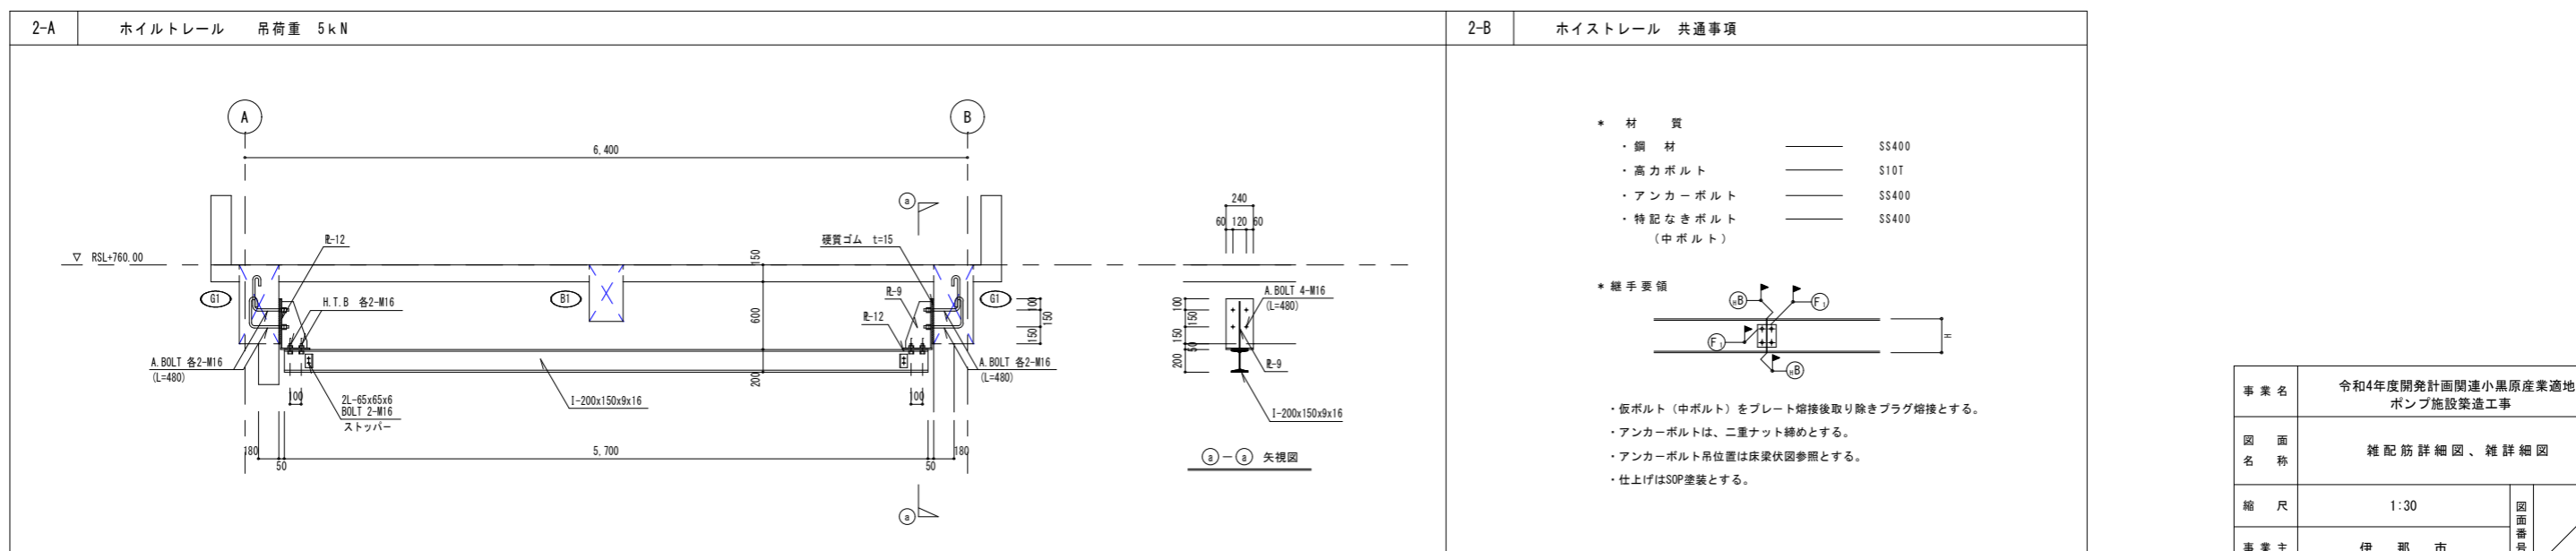 2-A ホイルトレール 吊荷重 5kN
A
B
6,400
a
℞-12
硬質ゴム t=15
▽ RSL+760.00
150
G1
B1
℞-9
G1
H.T.B 各2-M16
600
100
150
150
℞-12
A.BOLT 各2-M16
(L=480)
A.BOLT 各2-M16
(L=480)
200
100
2L-65x65x6
BOLT 2-M16
ストッパー
I-200x150x9x16
100
180
50
5,700
50
180
a
240
60 120 60
100
150
150
50
200
A.BOLT 4-M16
(L=480)
℞-9
I-200x150x9x16
a-a 矢視図
2-B ホイストレール 共通事項
* 材 質
・鋼 材 SS400
・高力ボルト S10T
・アンカーボルト SS400
・特記なきボルト SS400
(中ボルト)
*継手要領
HB
F1
F1
H
HB
・仮ボルト(中ボルト)をプレート熔接後取り除きプラグ熔接とする。
・アンカーボルトは、二重ナット締めとする。
・アンカーボルト吊位置は床梁伏図参照とする。
・仕上げはSOP塗装とする。
事業名 令和4年度開発計画関連小黒原産業適地
ポンプ施設築造工事
図面名称 雑配筋詳細図、雑詳細図
縮尺 1:30
図面番号
事業主 伊那市